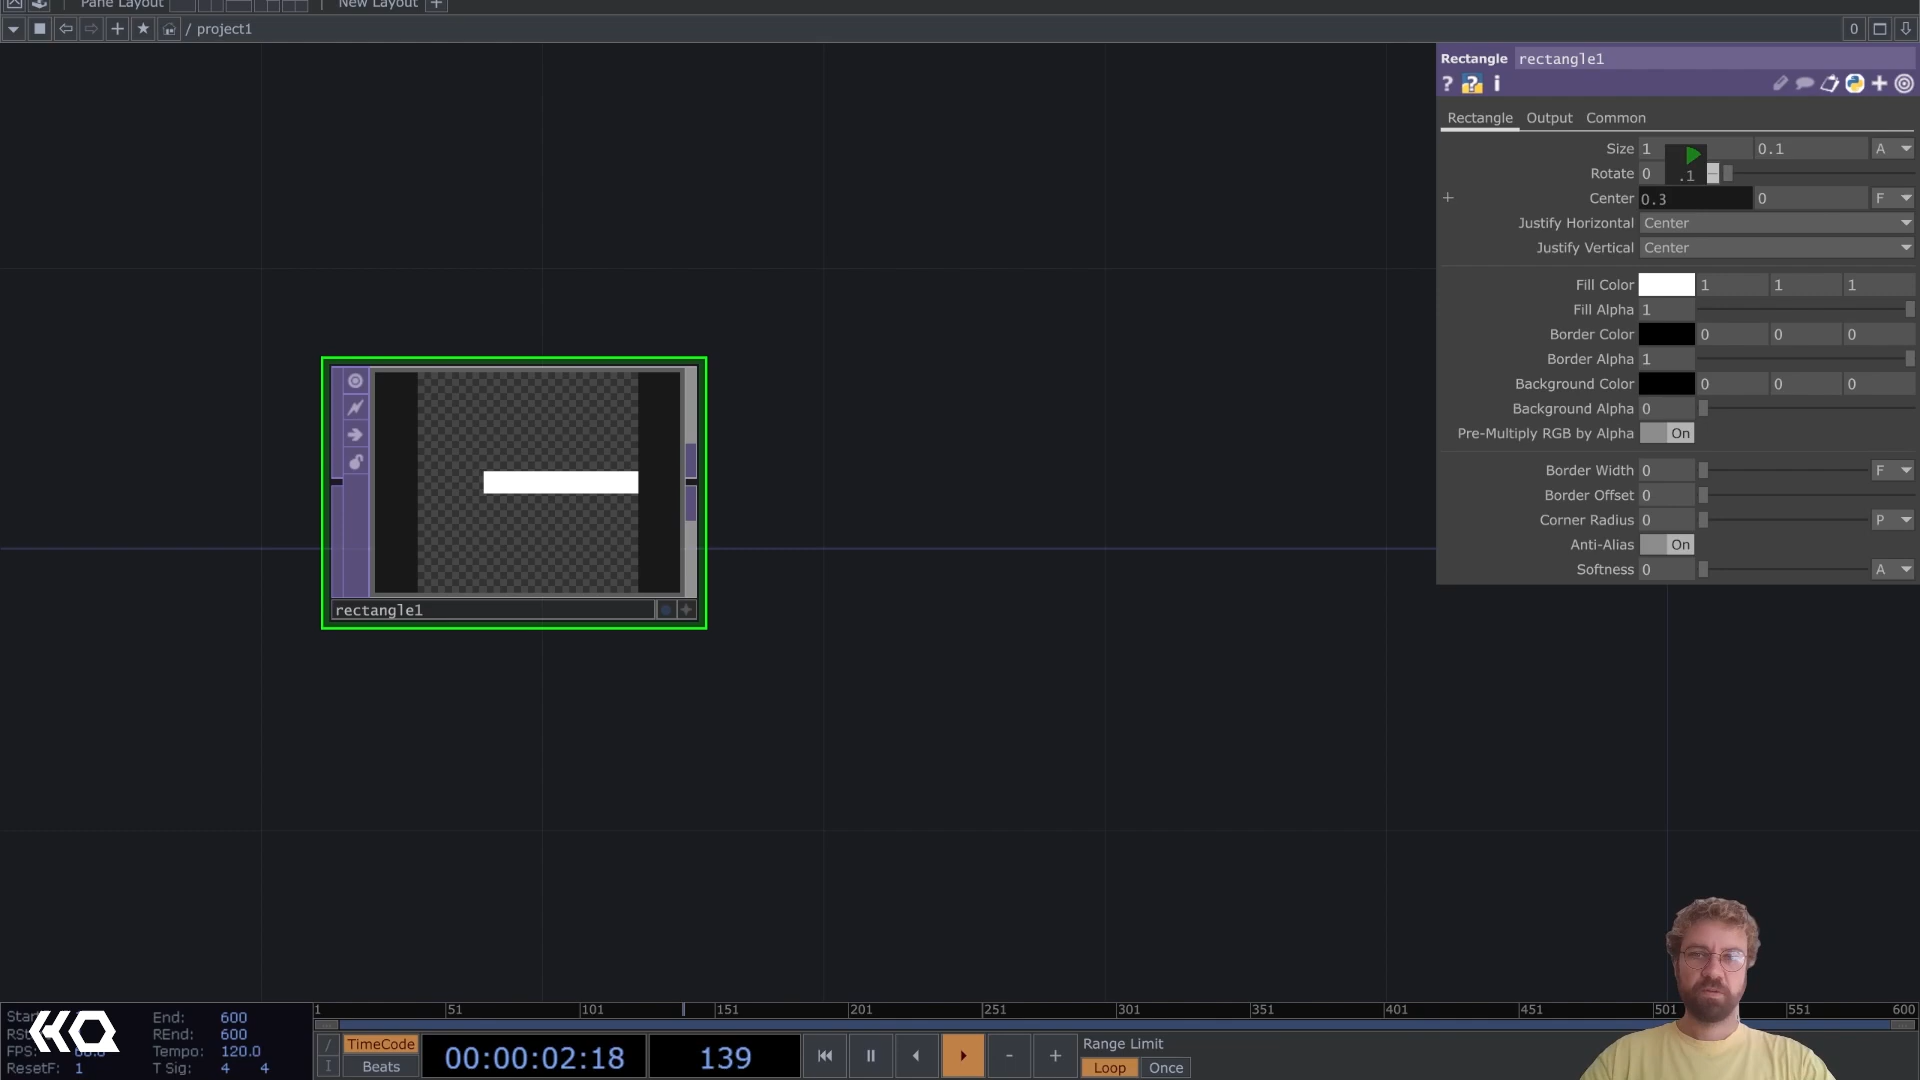 Pane Layout New Layout +
/ project1 0
Rectangle rectangle1
? ? i
Rectangle Output Common
Size 1 0.1 A
Rotate 0 .1
+ Center 0.3 0 F
Justify Horizontal Center
Justify Vertical Center
Fill Color 1 1 1
Fill Alpha 1
Border Color 0 0 0
Border Alpha 1
Background Color 0 0 0
Background Alpha 0
Pre-Multiply RGB by Alpha On
Border Width 0 F
Border Offset 0
Corner Radius 0 P
Anti-Alias On
Softness 0 A
rectangle1
1 51 101 151 201 251 301 351 401 451 501 551 600
End: 600
REnd: 600
FPS: Tempo: 120.0
ResetF: 1 T Sig: 4 4
TimeCode
Beats
00:00:02:18
139
- +
Range Limit
Loop Once